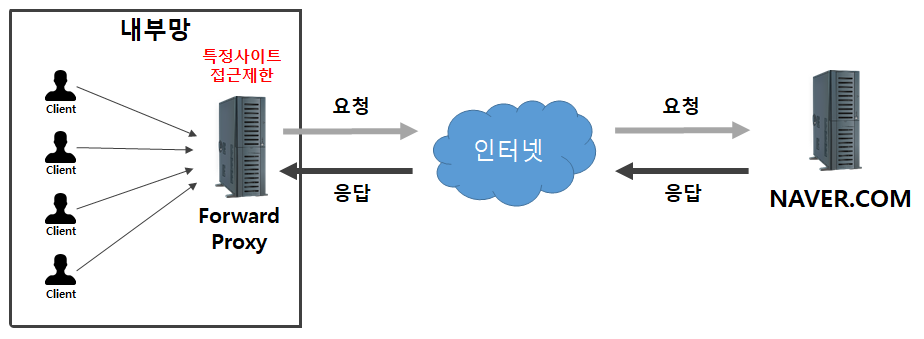 내부망
특정사이트
접근제한
Client
Client
Client
Client
Forward
Proxy
요청
응답
인터넷
요청
응답
NAVER.COM